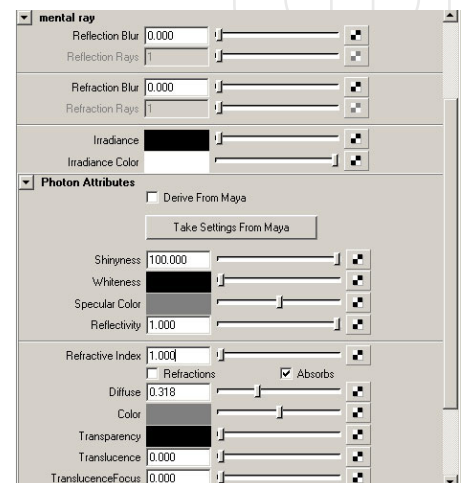 mental ray
Reflection Blur 0.000
Reflection Rays 1
Refraction Blur 0.000
Refraction Rays 1
Irradiance
Irradiance Color
Photon Attributes
Derive From Maya
Take Settings From Maya
Shinyness 100.000
Whiteness
Specular Color
Reflectivity 1.000
Refractive Index 1.000
Refractions Absorbs
Diffuse 0.318
Color
Transparency
Translucence 0.000
TranslucenceFocus 0.000